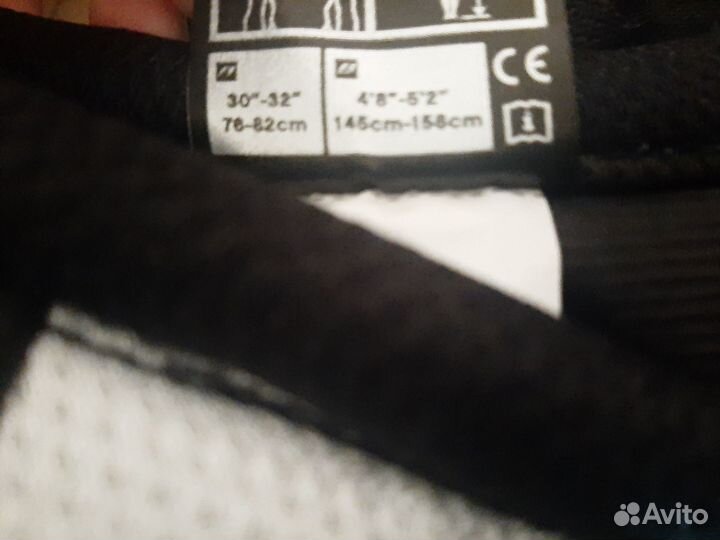 30"-32"
76-82cm
4'8"-5'2"
145cm-158cm
CE
i
Avito